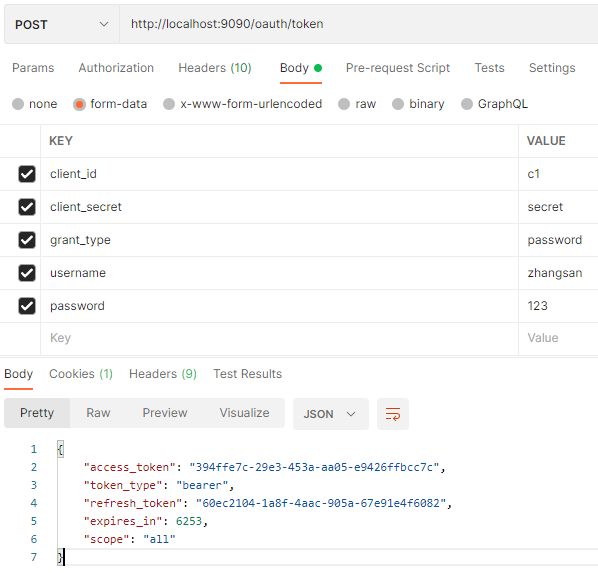 POST http://localhost:9090/oauth/token
Params Authorization Headers (10) Body Pre-request Script Tests Settings
none form-data x-www-form-urlencoded raw binary GraphQL
KEY VALUE
client_id c1
client_secret secret
grant_type password
username zhangsan
password 123
Key Value
Body Cookies (1) Headers (9) Test Results
Pretty Raw Preview Visualize JSON
1 {
2 "access_token": "394ffe7c-29e3-453a-aa05-e9426ffbcc7c",
3 "token_type": "bearer",
4 "refresh_token": "60ec2104-1a8f-4aac-905a-67e91e4f6082",
5 "expires_in": 6253,
6 "scope": "all"
7 }